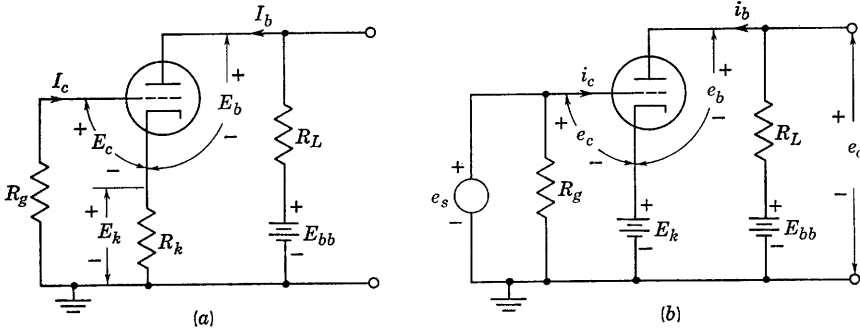 I_b
I_c
+
E_b
−
+
E_c
−
R_L
R_g
+
E_k
−
R_k
+
E_bb
−
(a)
i_b
i_c
+
e_b
−
+
e_c
−
R_L
+
e_o
−
+
e_s
−
R_g
+
E_k
−
+
E_bb
−
(b)